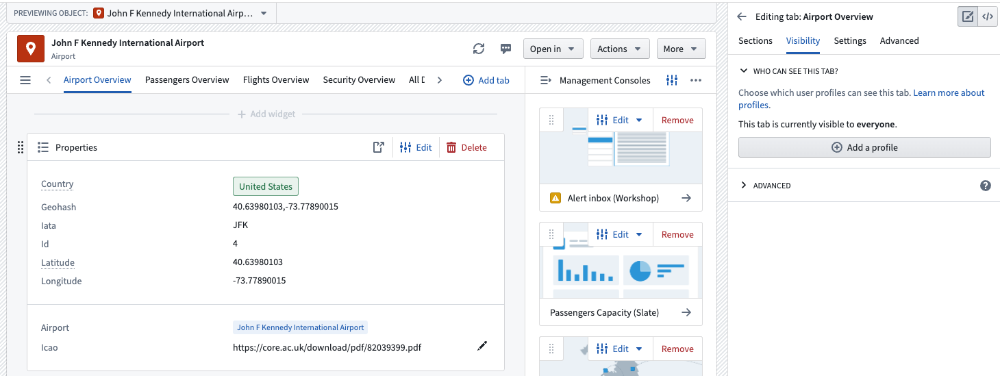 PREVIEWING OBJECT: John F Kennedy International Airp...
John F Kennedy International Airport
Airport
Open in
Actions
More
Airport Overview
Passengers Overview
Flights Overview
Security Overview
All D
Add tab
Add widget
Properties
Edit
Delete
Country United States
Geohash 40.63980103,-73.77890015
Iata JFK
Id 4
Latitude 40.63980103
Longitude -73.77890015
Airport John F Kennedy International Airport
Icao https://core.ac.uk/download/pdf/82039399.pdf
Management Consoles
Edit Remove
Alert inbox (Workshop)
Edit Remove
Passengers Capacity (Slate)
Edit Remove
Editing tab: Airport Overview
Sections Visibility Settings Advanced
WHO CAN SEE THIS TAB?
Choose which user profiles can see this tab. Learn more about
profiles.
This tab is currently visible to everyone.
Add a profile
ADVANCED